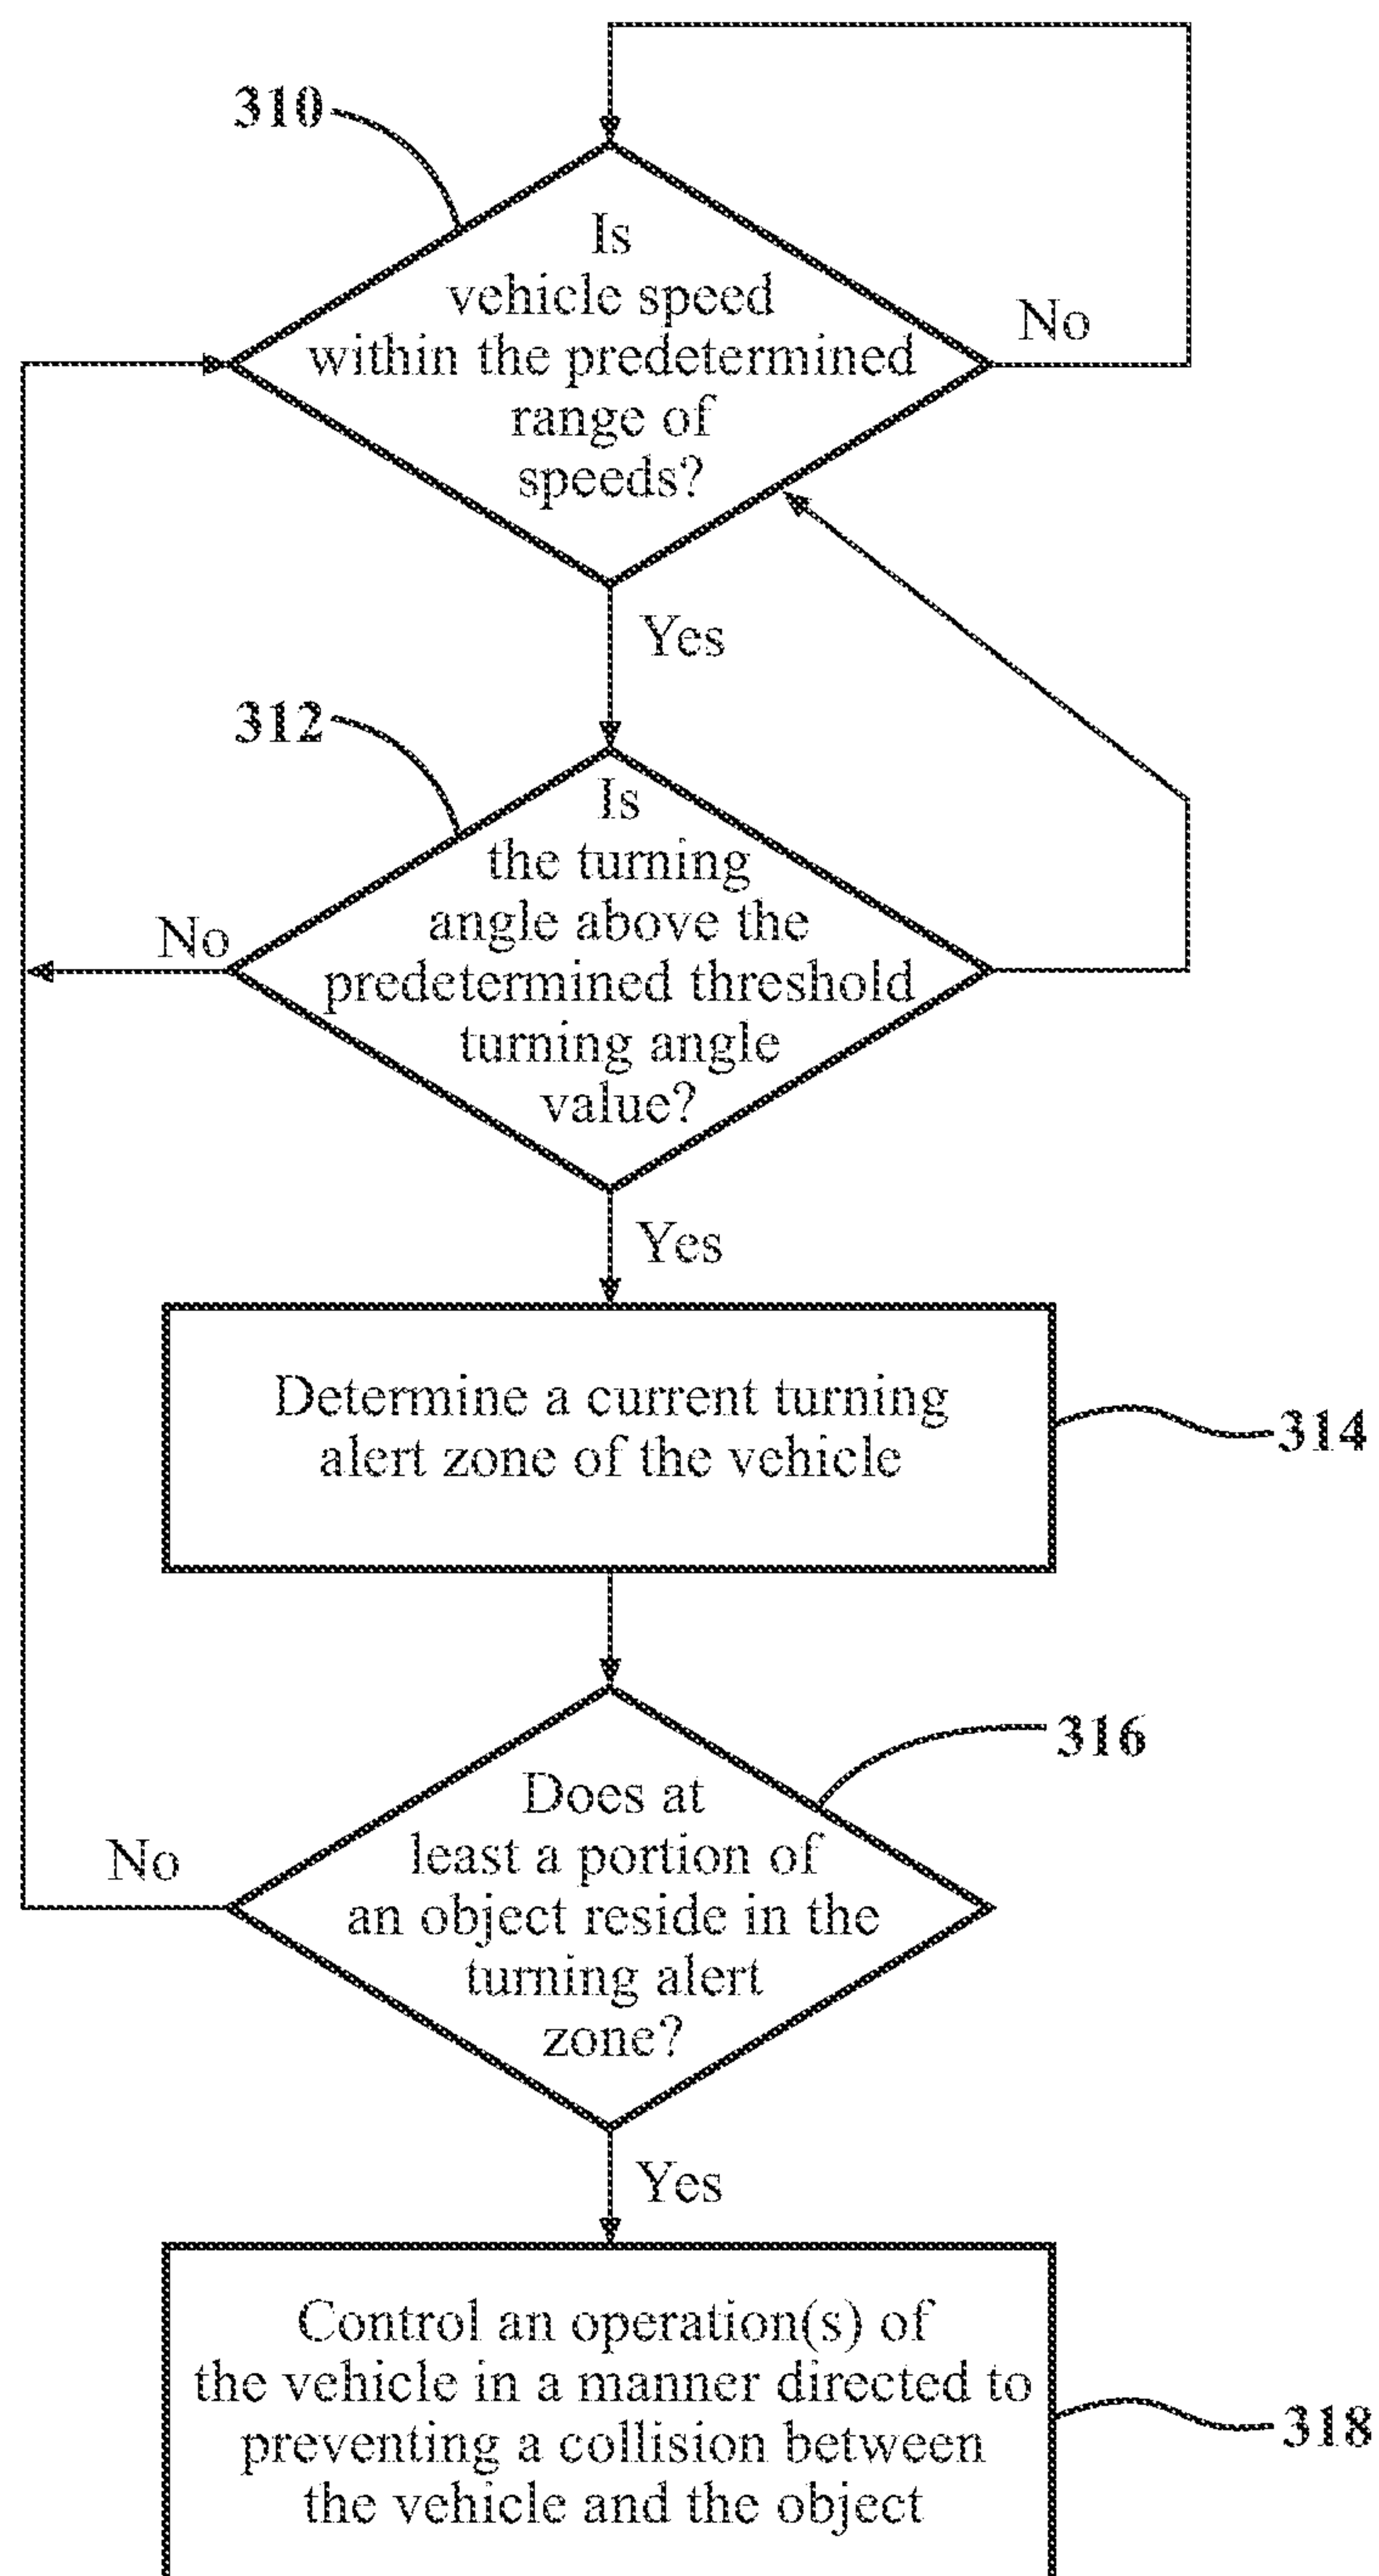 310
Is
vehicle speed
within the predetermined
range of
speeds?
No
Yes
312
Is
the turning
angle above the
predetermined threshold
turning angle
value?
No
Yes
Determine a current turning
alert zone of the vehicle
314
316
Does at
least a portion of
an object reside in the
turning alert
zone?
No
Yes
Control an operation(s) of
the vehicle in a manner directed to
preventing a collision between
the vehicle and the object
318